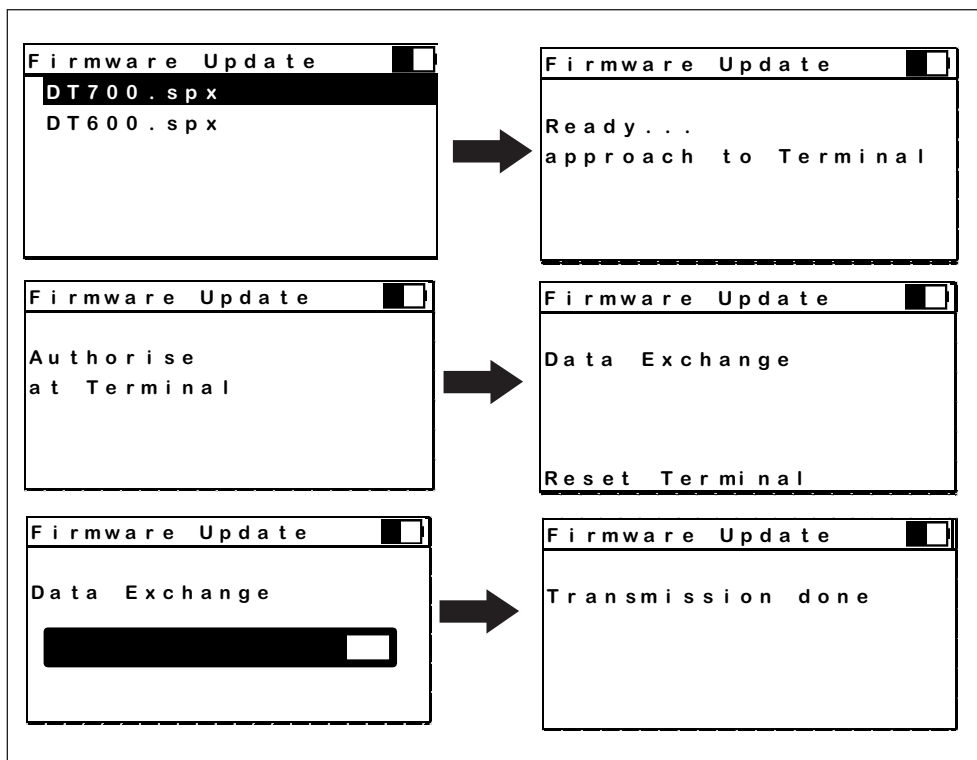 Firmware Update
DT700.spx
DT600.spx
Firmware Update
Ready...
approach to Terminal
Firmware Update
Authorise
at Terminal
Firmware Update
Data Exchange
Reset Terminal
Firmware Update
Data Exchange
Firmware Update
Transmission done